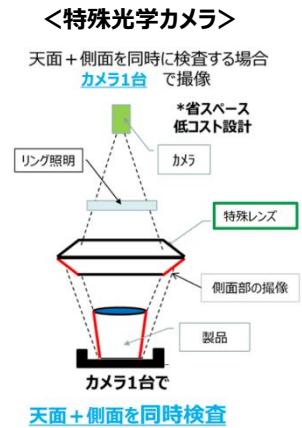 ＜特殊光学カメラ＞
天面＋側面を同時に検査する場合
カメラ1台 で撮像
*省スペース
低コスト設計
カメラ
リング照明
特殊レンズ
側面部の撮像
製品
カメラ1台で
天面＋側面を同時検査